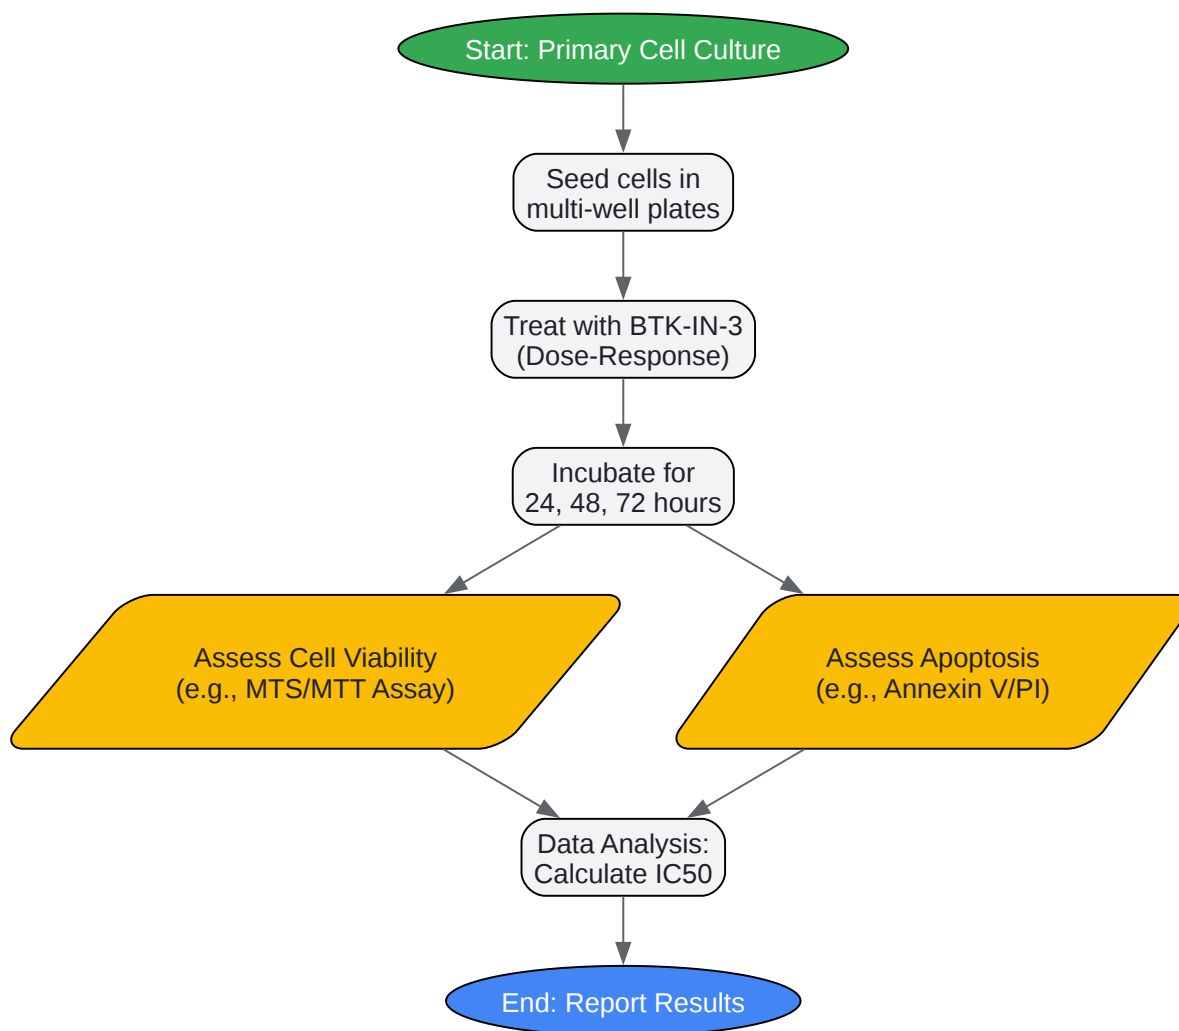 Start: Primary Cell Culture
Seed cells in
multi-well plates
Treat with BTK-IN-3
(Dose-Response)
Incubate for
24, 48, 72 hours
Assess Cell Viability
(e.g., MTS/MTT Assay)
Assess Apoptosis
(e.g., Annexin V/PI)
Data Analysis:
Calculate IC50
End: Report Results